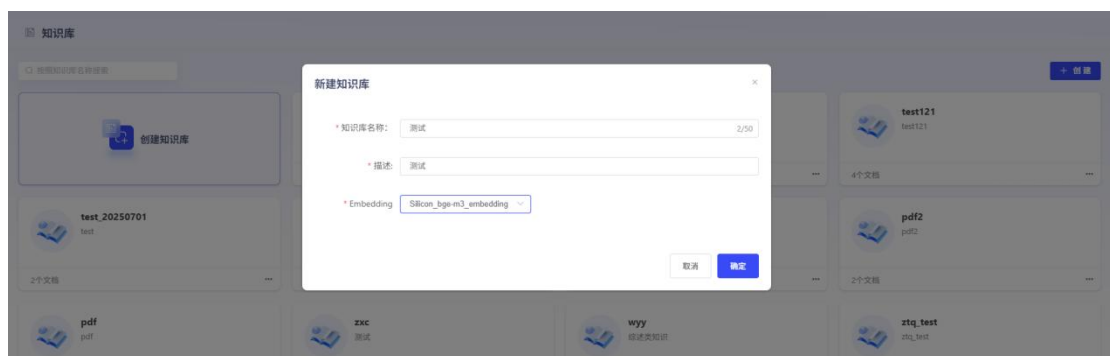 知识库
按照知识库名称搜索
+ 创建
新建知识库
×
* 知识库名称: 测试 2/50
* 描述: 测试
* Embedding Silicon_bge-m3_embedding
取消 确定
创建知识库
test121
test121
4个文档 ...
test_20250701
test
2个文档 ...
pdf2
pdf2
2个文档 ...
pdf
pdf
zxc
测试
wyy
综述类知识
ztq_test
ztq_test